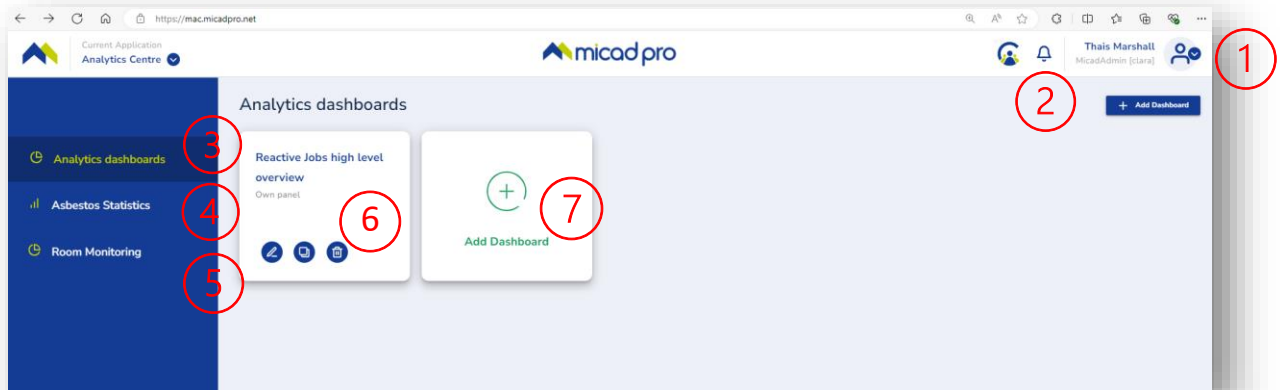 https://mac.micadpro.net
Current Application
Analytics Centre
micad pro
Thais Marshall
MicadAdmin [clara]
1
2
Analytics dashboards
+ Add Dashboard
3
Analytics dashboards
Reactive Jobs high level
overview
Own panel
Asbestos Statistics
4
6
7
Add Dashboard
Room Monitoring
5